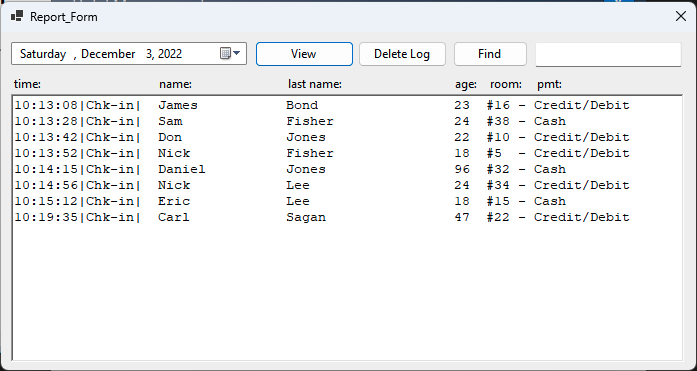 Report_Form
Saturday , December 3, 2022 View Delete Log Find
time: name: last name: age: room: pmt:
10:13:08|Chk-in| James Bond 23 #16 - Credit/Debit
10:13:28|Chk-in| Sam Fisher 24 #38 - Cash
10:13:42|Chk-in| Don Jones 22 #10 - Credit/Debit
10:13:52|Chk-in| Nick Fisher 18 #5 - Credit/Debit
10:14:15|Chk-in| Daniel Jones 96 #32 - Cash
10:14:56|Chk-in| Nick Lee 24 #34 - Credit/Debit
10:15:12|Chk-in| Eric Lee 18 #15 - Cash
10:19:35|Chk-in| Carl Sagan 47 #22 - Credit/Debit